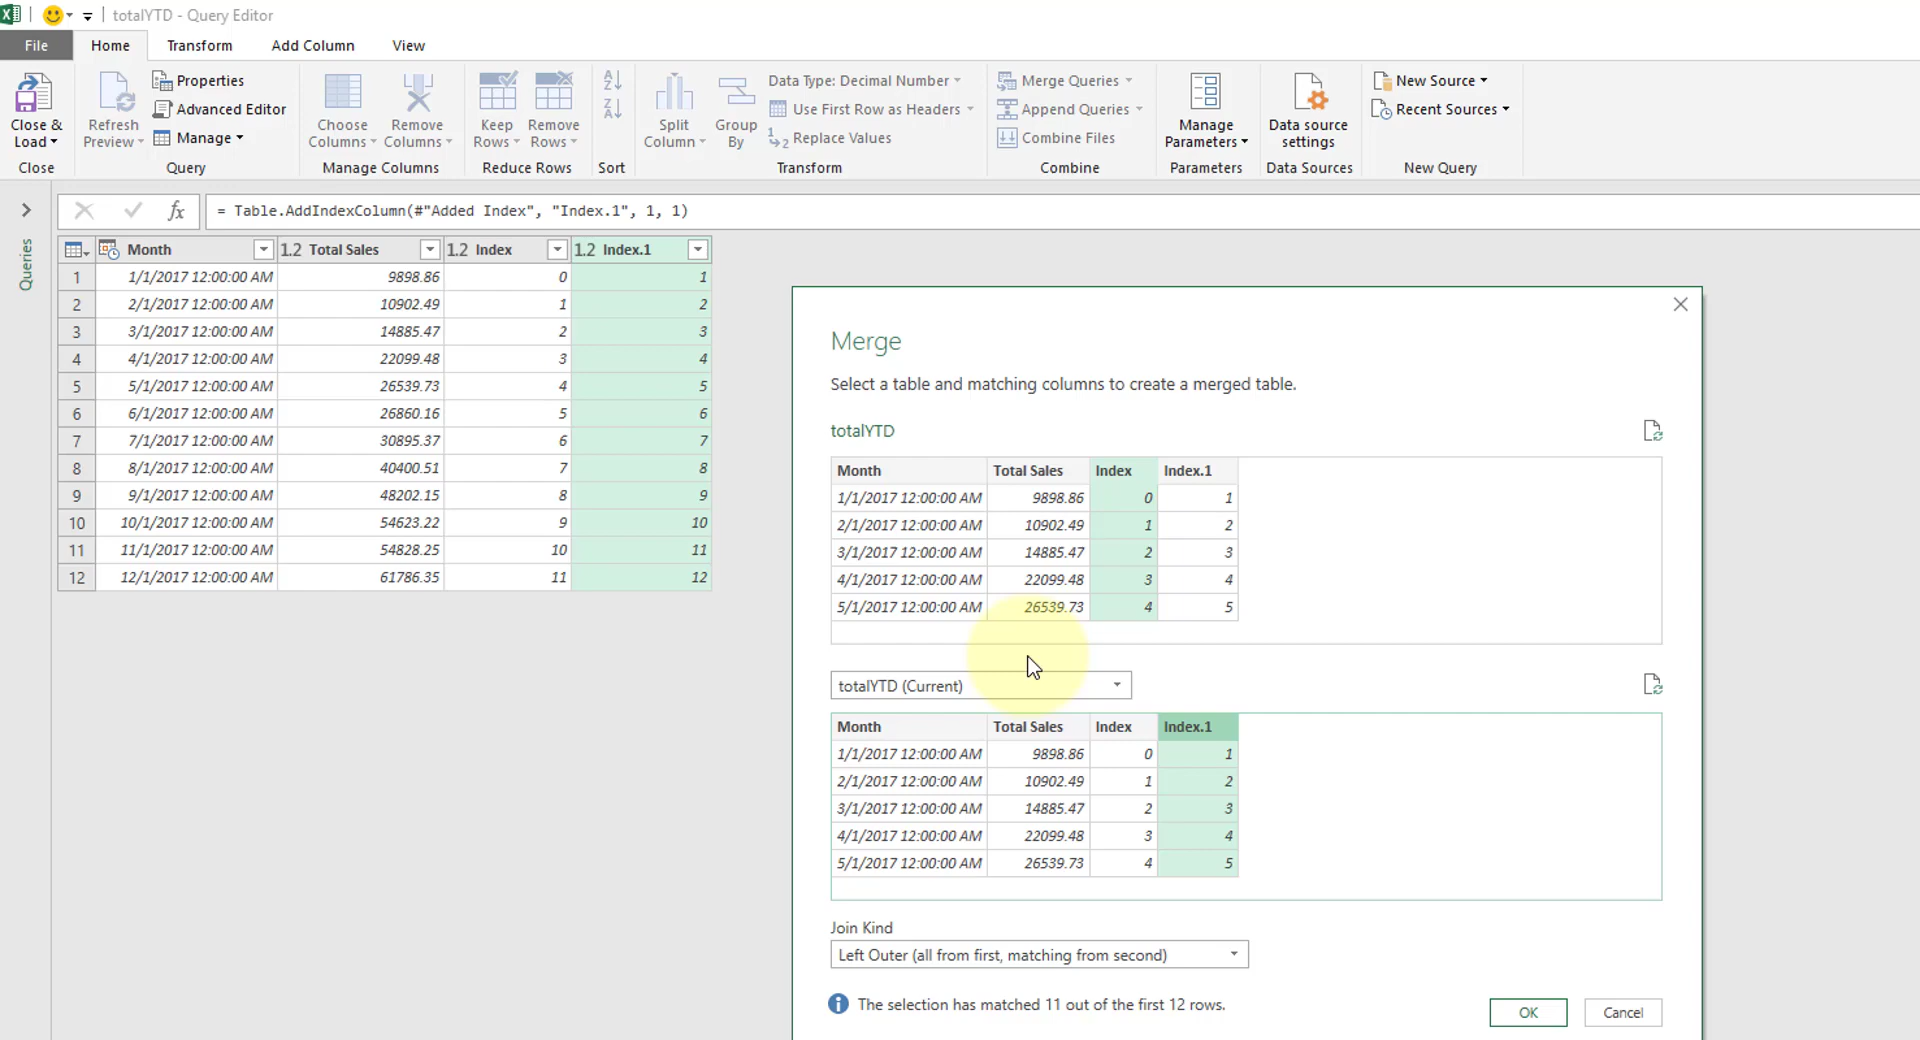 totalYTD - Query Editor
File Home Transform Add Column View
Close & Load
Close
Refresh Preview
Properties
Advanced Editor
Manage
Query
Choose Columns
Remove Columns
Manage Columns
Keep Rows
Remove Rows
Reduce Rows
Sort
Split Column
Group By
Data Type: Decimal Number
Use First Row as Headers
Replace Values
Transform
Merge Queries
Append Queries
Combine Files
Combine
Manage Parameters
Parameters
Data source settings
Data Sources
New Source
Recent Sources
New Query
fx = Table.AddIndexColumn(#"Added Index", "Index.1", 1, 1)
Queries
Month 1.2 Total Sales 1.2 Index 1.2 Index.1
1 1/1/2017 12:00:00 AM 9898.86 0 1
2 2/1/2017 12:00:00 AM 10902.49 1 2
3 3/1/2017 12:00:00 AM 14885.47 2 3
4 4/1/2017 12:00:00 AM 22099.48 3 4
5 5/1/2017 12:00:00 AM 26539.73 4 5
6 6/1/2017 12:00:00 AM 26860.16 5 6
7 7/1/2017 12:00:00 AM 30895.37 6 7
8 8/1/2017 12:00:00 AM 40400.51 7 8
9 9/1/2017 12:00:00 AM 48202.15 8 9
10 10/1/2017 12:00:00 AM 54623.22 9 10
11 11/1/2017 12:00:00 AM 54828.25 10 11
12 12/1/2017 12:00:00 AM 61786.35 11 12
Merge
Select a table and matching columns to create a merged table.
totalYTD
Month Total Sales Index Index.1
1/1/2017 12:00:00 AM 9898.86 0 1
2/1/2017 12:00:00 AM 10902.49 1 2
3/1/2017 12:00:00 AM 14885.47 2 3
4/1/2017 12:00:00 AM 22099.48 3 4
5/1/2017 12:00:00 AM 26539.73 4 5
totalYTD (Current)
Month Total Sales Index Index.1
1/1/2017 12:00:00 AM 9898.86 0 1
2/1/2017 12:00:00 AM 10902.49 1 2
3/1/2017 12:00:00 AM 14885.47 2 3
4/1/2017 12:00:00 AM 22099.48 3 4
5/1/2017 12:00:00 AM 26539.73 4 5
Join Kind
Left Outer (all from first, matching from second)
The selection has matched 11 out of the first 12 rows.
OK Cancel